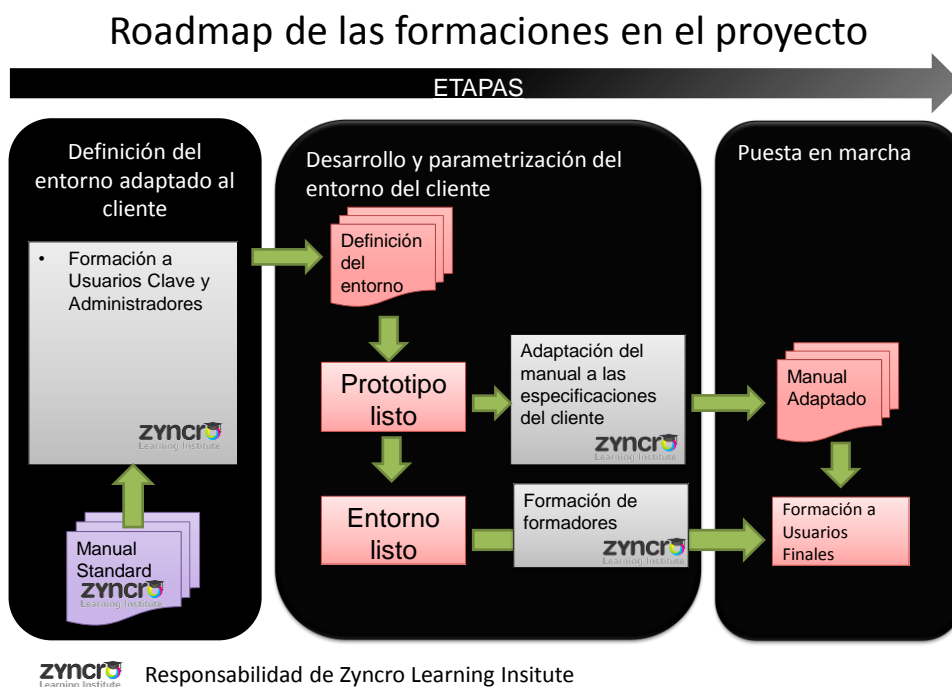 Roadmap de las formaciones en el proyecto
ETAPAS
Definición del
entorno adaptado al
cliente
• Formación a
Usuarios Clave y
Administradores
zyncro
Learning Institute
Manual
Standard
zyncro
Learning Institute
Desarrollo y parametrización del
entorno del cliente
Definición
del
entorno
Prototipo
listo
Adaptación del
manual a las
especificaciones
del cliente
zyncro
Learning Institute
Entorno
listo
Formación de
formadores
zyncro
Learning Institute
Puesta en marcha
Manual
Adaptado
Formación a
Usuarios
Finales
zyncro
Learning Institute
Responsabilidad de Zyncro Learning Insitute